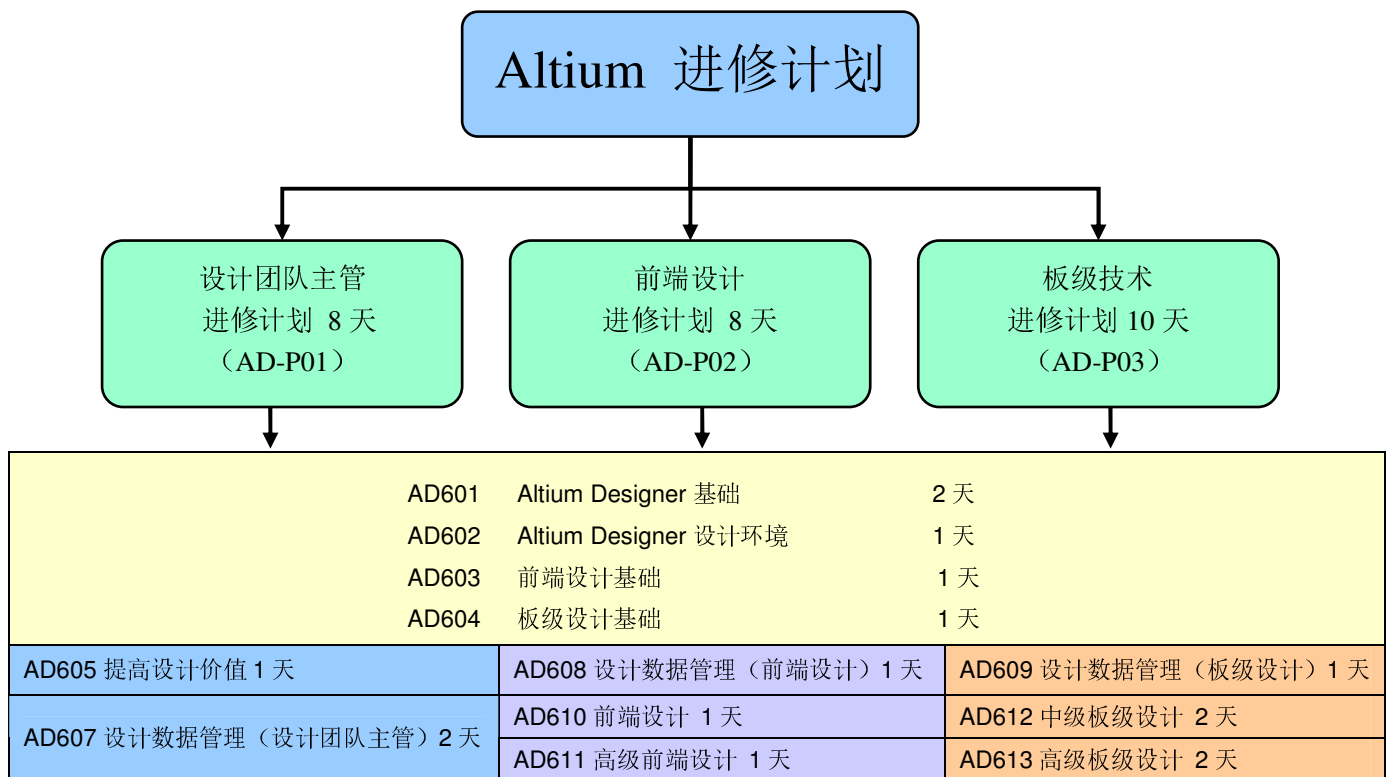 Altium 进修计划
设计团队主管
进修计划 8 天
（AD-P01）
前端设计
进修计划 8 天
（AD-P02）
板级技术
进修计划 10 天
（AD-P03）
AD601 Altium Designer 基础 2 天
AD602 Altium Designer 设计环境 1 天
AD603 前端设计基础 1 天
AD604 板级设计基础 1 天
AD605 提高设计价值 1 天
AD608 设计数据管理（前端设计）1 天
AD609 设计数据管理（板级设计）1 天
AD607 设计数据管理（设计团队主管）2 天
AD610 前端设计 1 天
AD612 中级板级设计 2 天
AD611 高级前端设计 1 天
AD613 高级板级设计 2 天